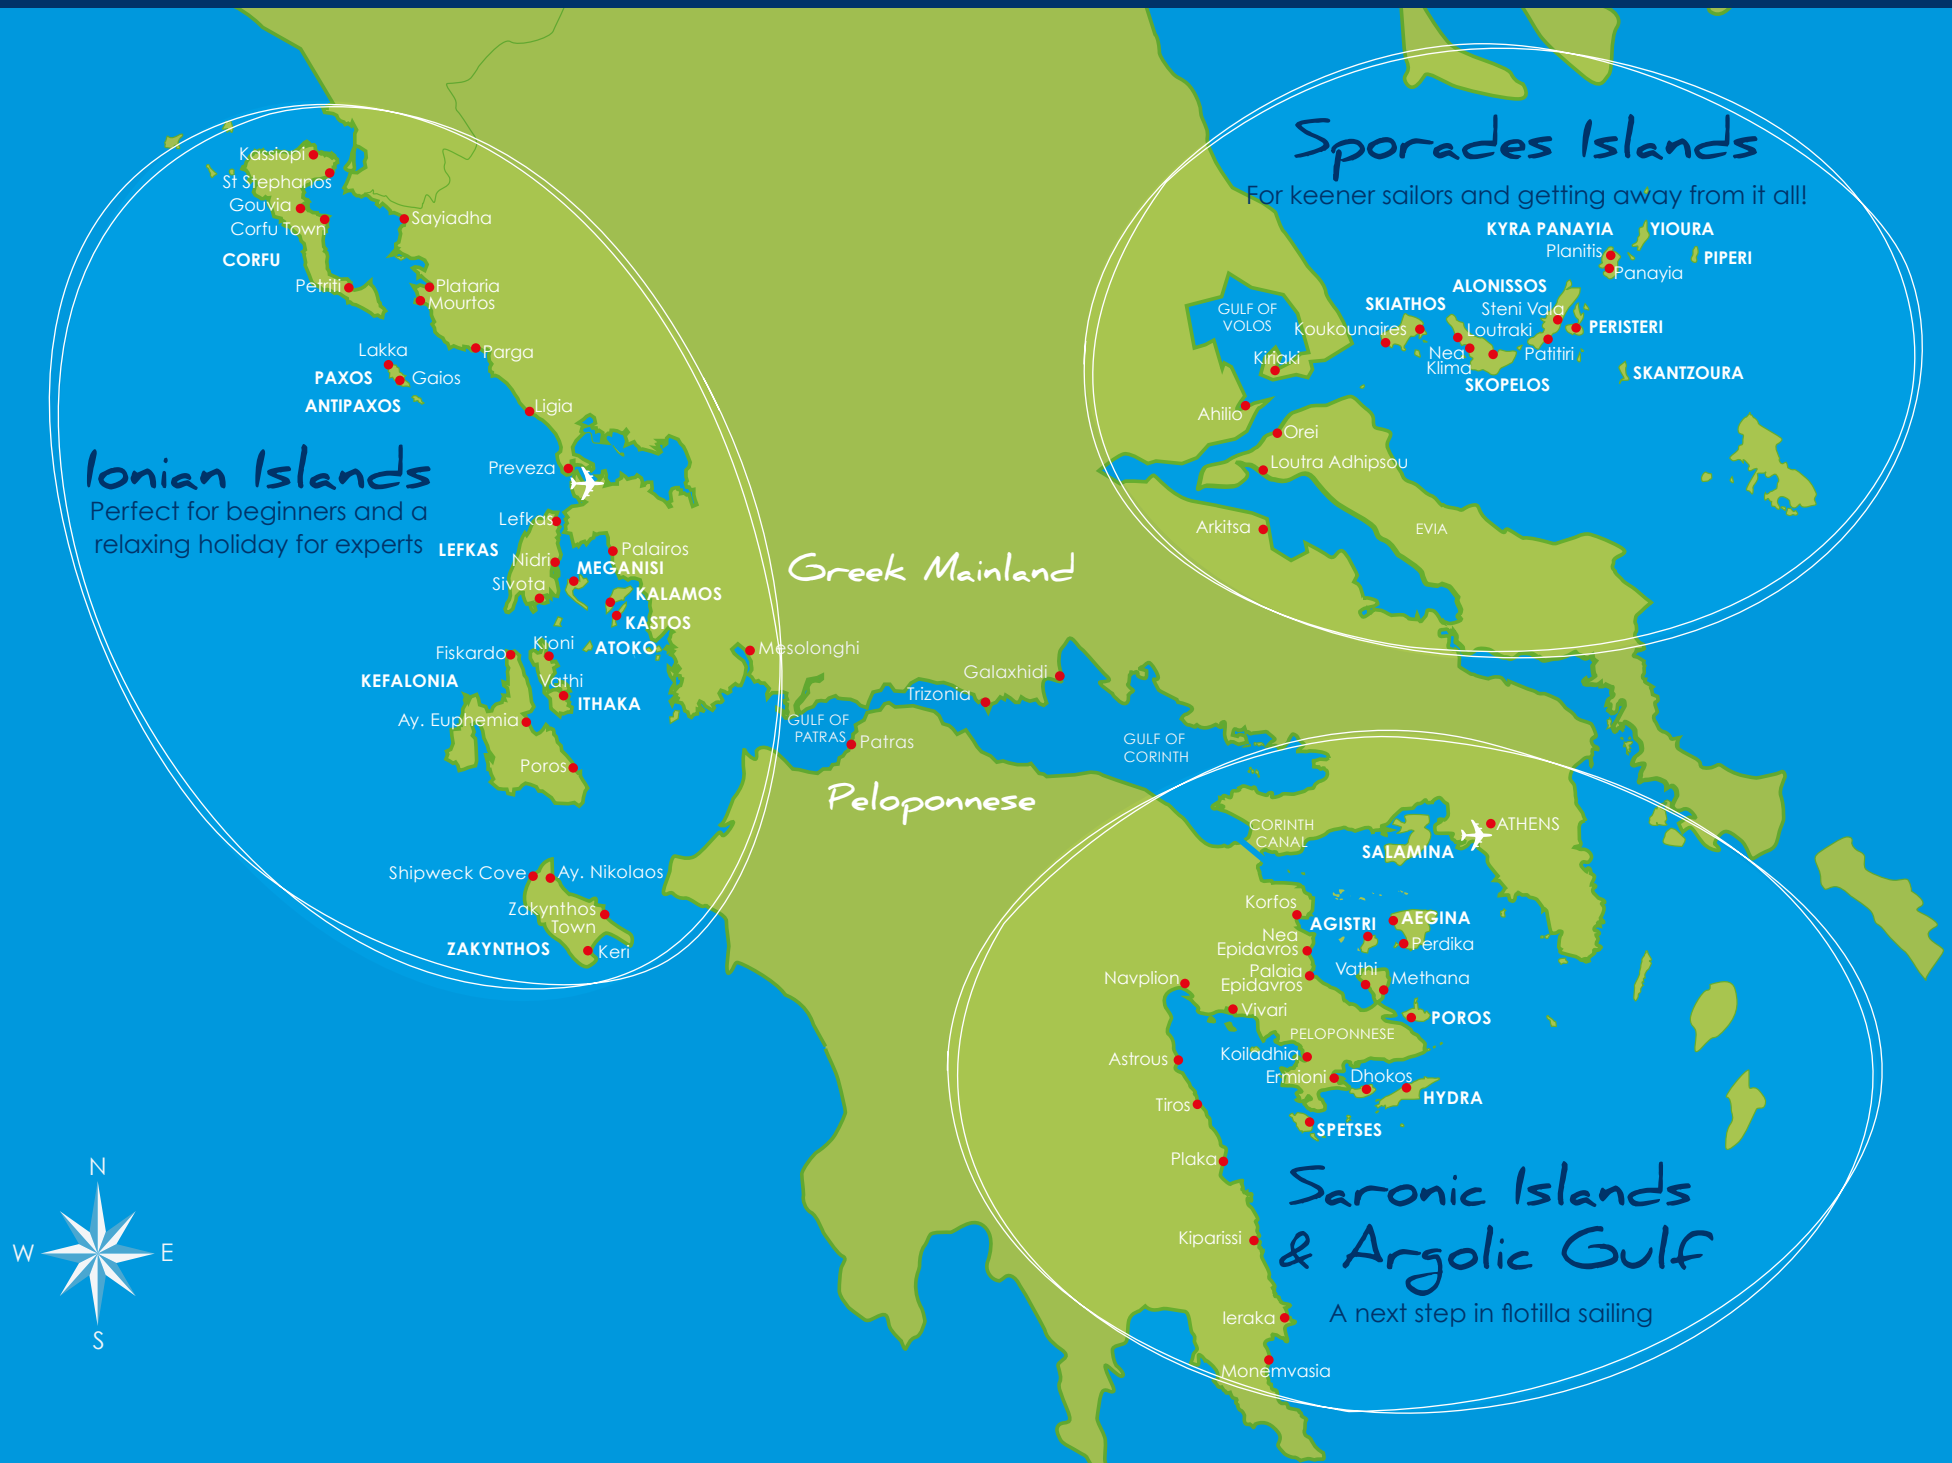 Sporades Islands
For keener sailors and getting away from it all!
KYRA PANAYIA
YIOURA
Planitis
PIPERI
Panayia
ALONISSOS
SKIATHOS
Steni Vala
Koukounaires
Loutraki
PERISTERI
Nea
Klima
Patitiri
SKOPELOS
SKANTZOURA
GULF OF
VOLOS
Kiriaki
Ahilio
Orei
Loutra Adhipsou
Arkitsa
EVIA
Kassiopi
St Stephanos
Gouvia
Corfu Town
CORFU
Petriti
Sayiadha
Plataria
Mourtos
Lakka
Parga
PAXOS
Gaios
ANTIPAXOS
Ligia
Ionian Islands
Perfect for beginners and a
relaxing holiday for experts
Preveza
Lefkas
LEFKAS
Palairos
Nidri
MEGANISI
Sivota
KALAMOS
KASTOS
Kioni
ATOKO
Fiskardo
KEFALONIA
Vathi
ITHAKA
Ay. Euphemia
Poros
Mesolonghi
Greek Mainland
Galaxhidi
Trizonia
GULF OF
PATRAS
Patras
GULF OF
CORINTH
Peloponnese
Shipweck Cove
Ay. Nikolaos
Zakynthos
Town
ZAKYNTHOS
Keri
CORINTH
CANAL
ATHENS
SALAMINA
Korfos
AGISTRI
AEGINA
Nea
Epidavros
Perdika
Palaia
Epidavros
Vathi
Methana
Navplion
Vivari
POROS
PELOPONNESE
Astrous
Koiladhia
Ermioni
Dhokos
HYDRA
Tiros
SPETSES
Plaka
Saronic Islands
& Argolic Gulf
A next step in flotilla sailing
Kiparissi
Ieraka
Monemvasia
N
W
E
S